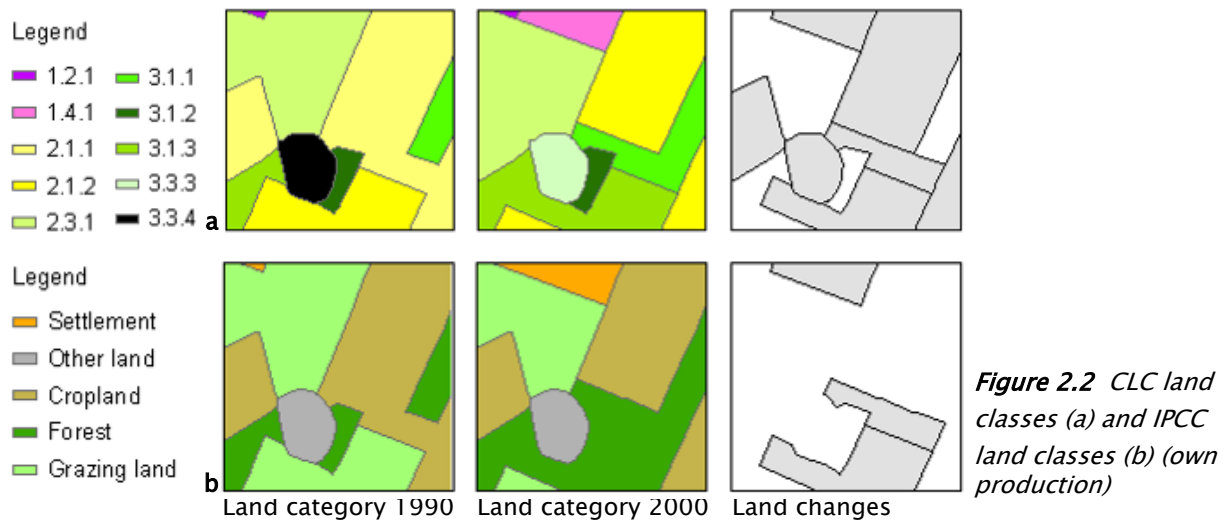 Legend
1.2.1 3.1.1
1.4.1 3.1.2
2.1.1 3.1.3
2.1.2 3.3.3
2.3.1 3.3.4
a
Legend
Settlement
Other land
Cropland
Forest
Grazing land
b
Land category 1990 Land category 2000 Land changes
Figure 2.2 CLC land
classes (a) and IPCC
land classes (b) (own
production)